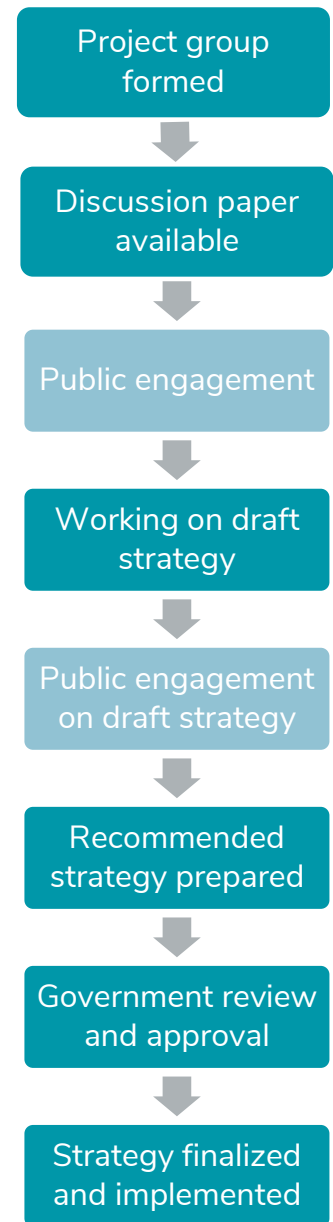 Project group
formed
Discussion paper
available
Public engagement
Working on draft
strategy
Public engagement
on draft strategy
Recommended
strategy prepared
Government review
and approval
Strategy finalized
and implemented